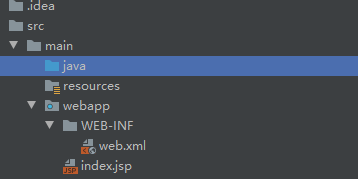 .idea
src
main
java
resources
webapp
WEB-INF
web.xml
index.jsp